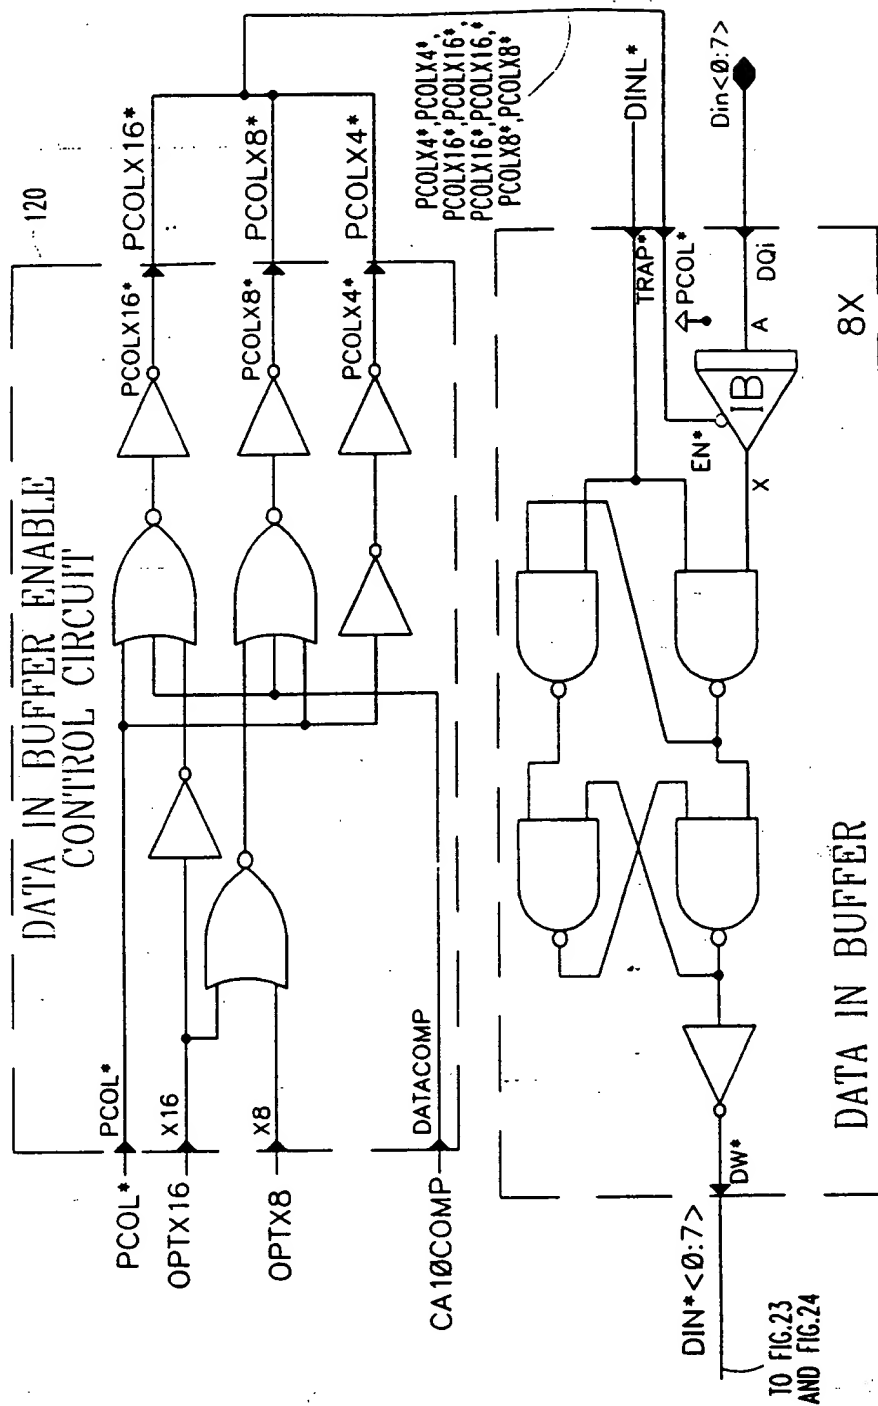 120
DATA IN BUFFER ENABLE
CONTROL CIRCUIT
PCOLX16*
PCOLX16*
PCOLX8*
PCOLX8*
PCOLX4*
PCOLX4*
PCOL*
PCOL*
OPTX16
X16
OPTX8
X8
CA10COMP
DATACOMP
PCOLX4*,PCOLX4*,
PCOLX16*,PCOLX16*,
PCOLX16*,PCOLX16,*
PCOLX8*,PCOLX8*
DINL*
Din<0:7>
TRAP*
PCOL*
DQi
A
IB
EN*
X
8X
DATA IN BUFFER
DW*
DIN*<0:7>
TO FIG.23
AND FIG.24